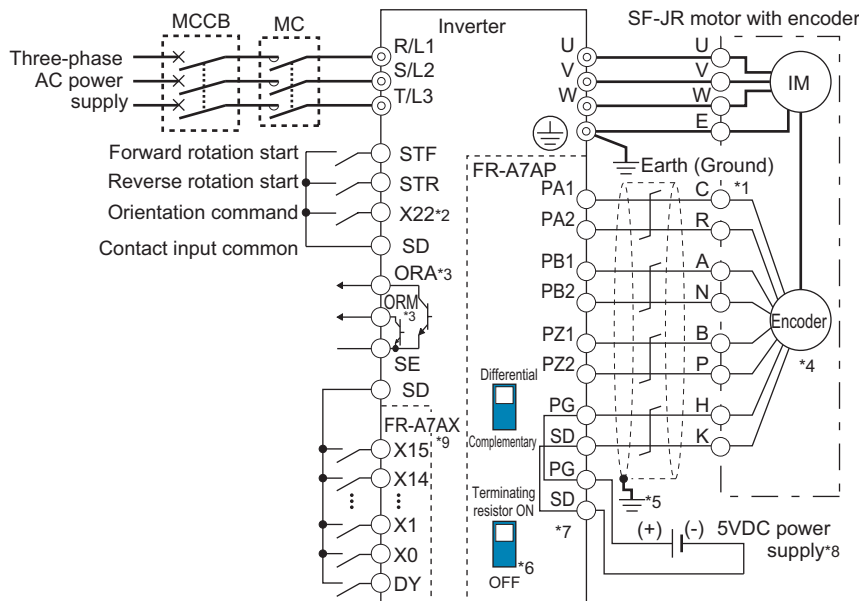 MCCB
MC
Inverter
SF-JR motor with encoder
Three-phase
AC power
supply
R/L1
S/L2
T/L3
U
V
W
U
V
W
E
IM
Earth (Ground)
Forward rotation start
Reverse rotation start
Orientation command
Contact input common
STF
STR
X22*2
SD
ORA*3
ORM
*3
SE
SD
FR-A7AX
*9
X15
X14
X1
X0
DY
FR-A7AP
Differential
Complementary
Terminating
resistor ON
*6
OFF
PA1
PA2
PB1
PB2
PZ1
PZ2
PG
SD
PG
SD
*7
*1
C
R
A
N
B
P
H
K
Encoder
*4
*5
(+)
(-)
5VDC power
supply*8